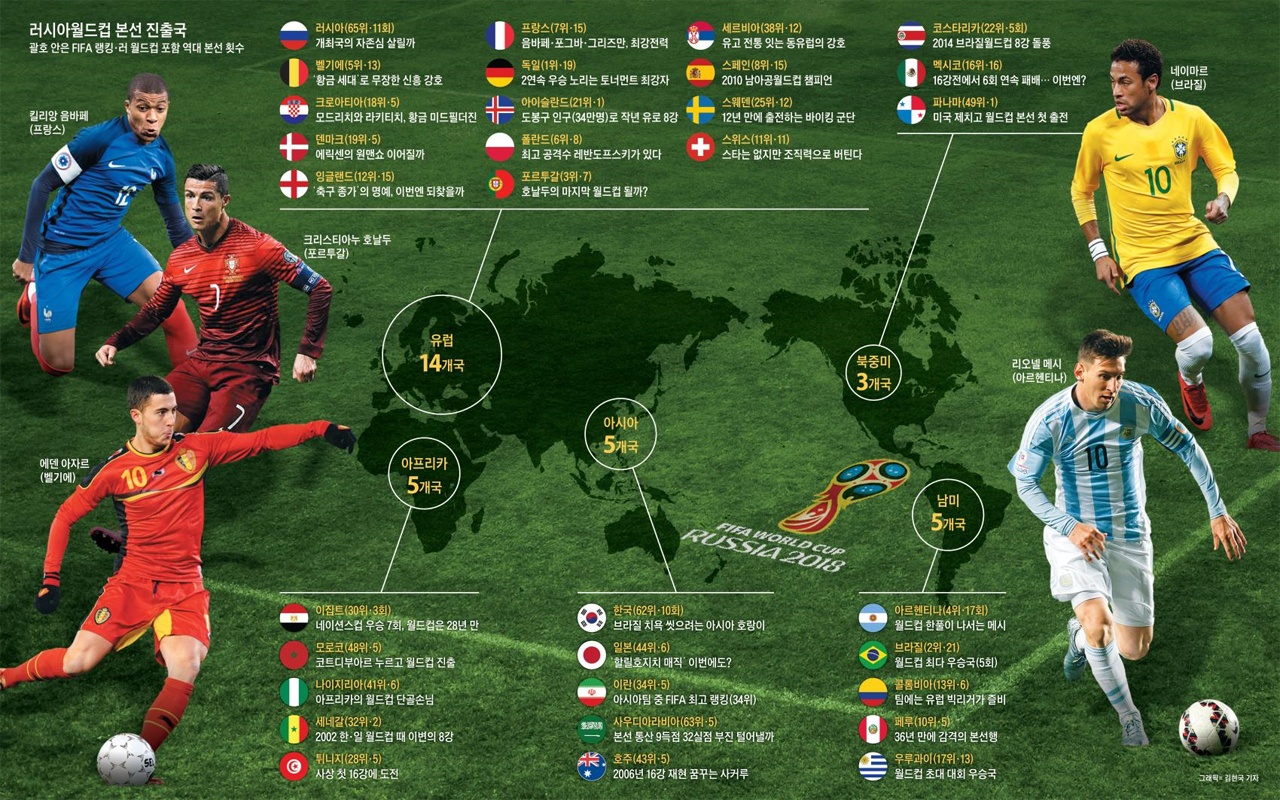 러시아월드컵 본선 진출국
괄호 안은 FIFA 랭킹·러 월드컵 포함 역대 본선 횟수
킬리앙 음바페
(프랑스)
크리스티아누 호날두
(포르투갈)
에덴 아자르
(벨기에)
네이마르
(브라질)
리오넬 메시
(아르헨티나)
러시아(65위·11회)
개최국의 자존심 살릴까
벨기에(5위·13)
‘황금 세대’로 무장한 신흥 강호
크로아티아(18위·5)
모드리치와 라키티치, 황금 미드필더진
덴마크(19위·5)
에릭센의 원맨쇼 이어질까
잉글랜드(12위·15)
‘축구 종가’의 명예, 이번엔 되찾을까
프랑스(7위·15)
음바페·포그바·그리즈만, 최강전력
독일(1위·19)
2연속 우승 노리는 토너먼트 최강자
아이슬란드(21위·1)
도봉구 인구(34만명)로 작년 유로 8강
폴란드(6위·8)
최고 공격수 레반도프스키가 있다
포르투갈(3위·7)
호날두의 마지막 월드컵 될까?
세르비아(38위·12)
유고 전통 잇는 동유럽의 강호
스페인(8위·15)
2010 남아공월드컵 챔피언
스웨덴(25위·12)
12년 만에 출전하는 바이킹 군단
스위스(11위·11)
스타는 없지만 조직력으로 버틴다
코스타리카(22위·5회)
2014 브라질월드컵 8강 돌풍
멕시코(16위·16)
16강전에서 6회 연속 패배… 이번엔?
파나마(49위·1)
미국 제치고 월드컵 본선 첫 출전
유럽
14개국
아프리카
5개국
아시아
5개국
북중미
3개국
남미
5개국
FIFA WORLD CUP
RUSSIA 2018
이집트(30위·3회)
네이션스컵 우승 7회, 월드컵은 28년 만
모로코(48위·5)
코트디부아르 누르고 월드컵 진출
나이지리아(41위·6)
아프리카의 월드컵 단골손님
세네갈(32위·2)
2002 한·일 월드컵 때 이변의 8강
튀니지(28위·5)
사상 첫 16강에 도전
한국(62위·10회)
브라질 치욕 씻으려는 아시아 호랑이
일본(44위·6)
‘할릴호지치 매직’ 이번에도?
이란(34위·5)
아시아팀 중 FIFA 최고 랭킹(34위)
사우디아라비아(63위·5)
본선 통산 9득점 32실점 부진 털어낼까
호주(43위·5)
2006년 16강 재현 꿈꾸는 사커루
아르헨티나(4위·17회)
월드컵 한풀이 나서는 메시
브라질(2위·21)
월드컵 최다 우승국(5회)
콜롬비아(13위·6)
팀에는 유럽 빅리거가 즐비
페루(10위·5)
36년 만에 감격의 본선행
우루과이(17위·13)
월드컵 초대 대회 우승국
12
7
7
10
10
10
그래픽= 김현국 기자